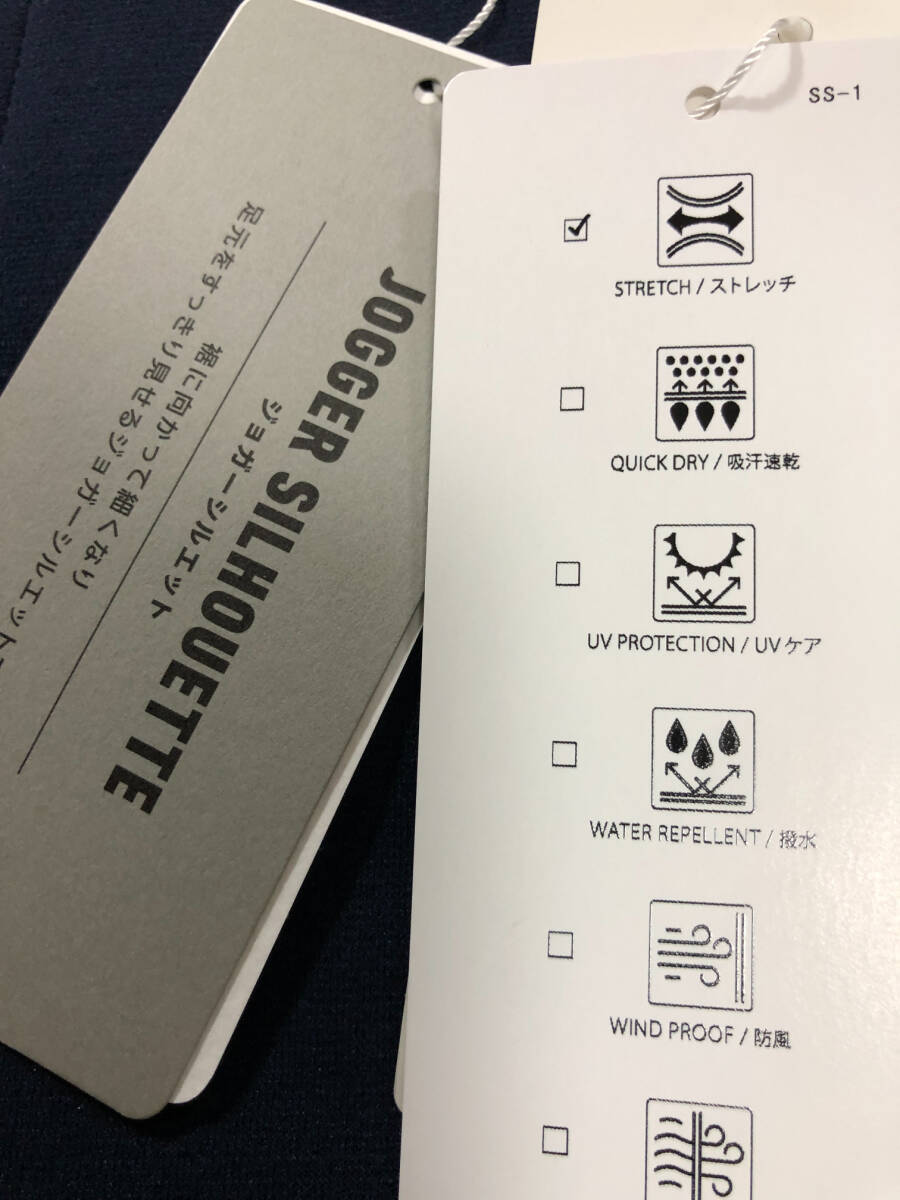 JOGGER SILHOUETTE
ジョガーシルエット
裾に向かって細くなり
足元をすっきり見せるジョガーシルエット
SS-1
STRETCH / ストレッチ
QUICK DRY / 吸汗速乾
UV PROTECTION / UVケア
WATER REPELLENT / 撥水
WIND PROOF / 防風